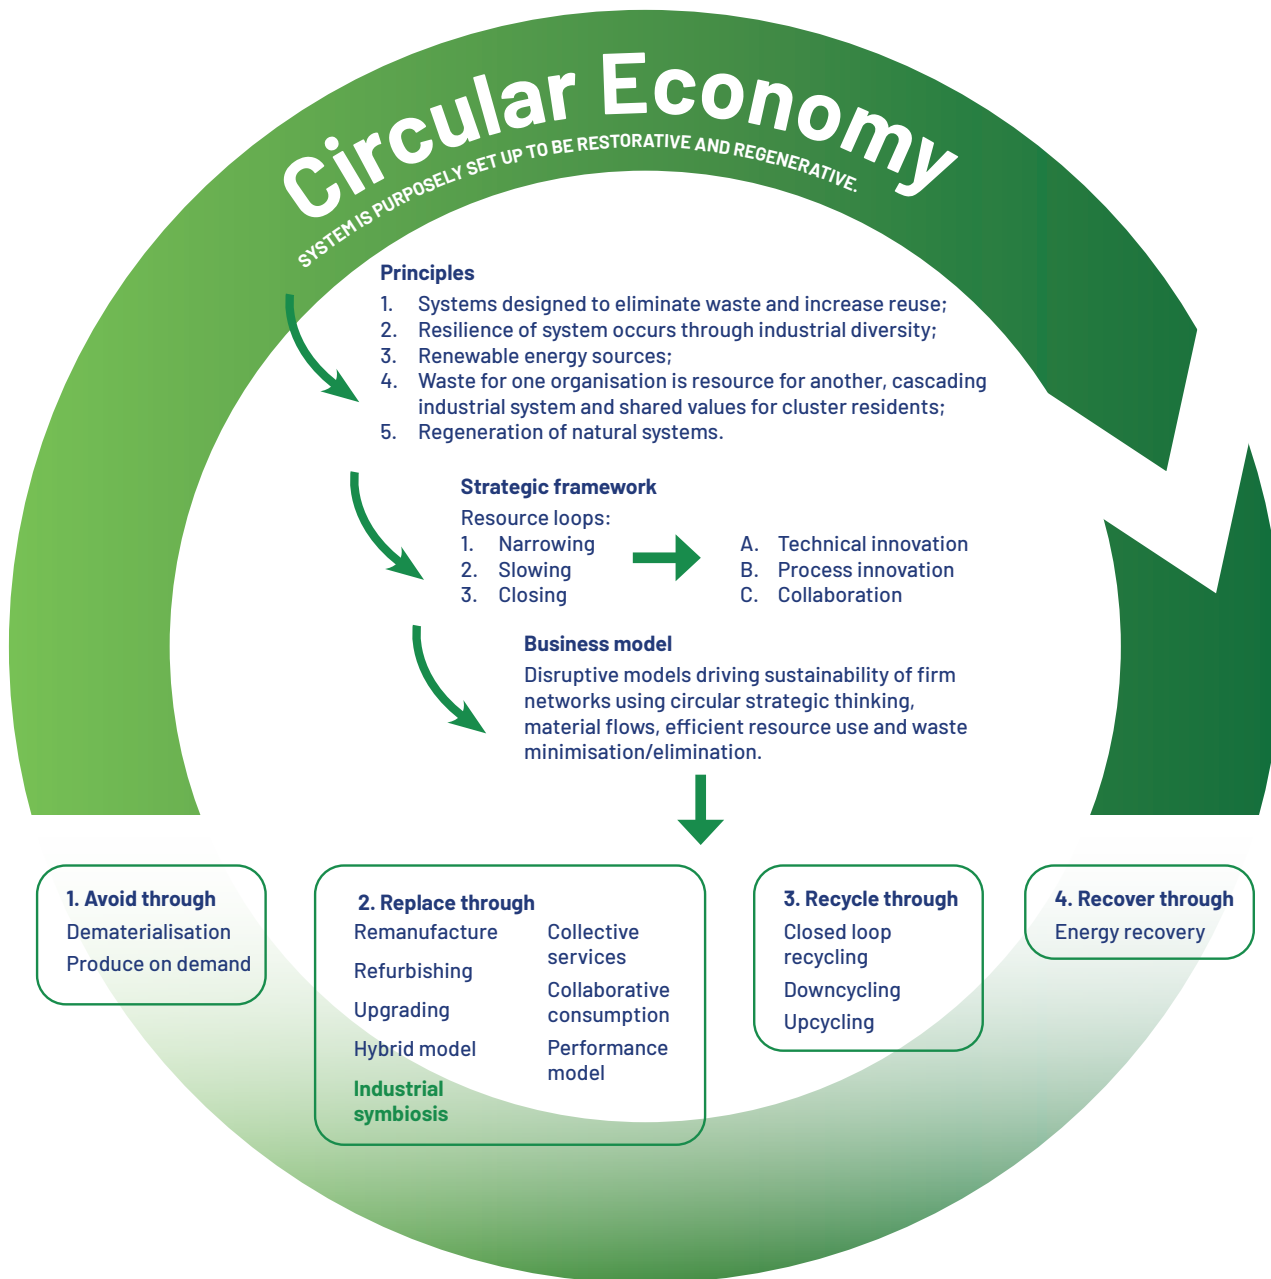 Circular Economy
SYSTEM IS PURPOSELY SET UP TO BE RESTORATIVE AND REGENERATIVE.
Principles
1. Systems designed to eliminate waste and increase reuse;
2. Resilience of system occurs through industrial diversity;
3. Renewable energy sources;
4. Waste for one organisation is resource for another, cascading
industrial system and shared values for cluster residents;
5. Regeneration of natural systems.
Strategic framework
Resource loops:
1. Narrowing
2. Slowing
3. Closing
A. Technical innovation
B. Process innovation
C. Collaboration
Business model
Disruptive models driving sustainability of firm
networks using circular strategic thinking,
material flows, efficient resource use and waste
minimisation/elimination.
1. Avoid through
Dematerialisation
Produce on demand
2. Replace through
Remanufacture
Refurbishing
Upgrading
Hybrid model
Industrial
symbiosis
Collective
services
Collaborative
consumption
Performance
model
3. Recycle through
Closed loop
recycling
Downcycling
Upcycling
4. Recover through
Energy recovery